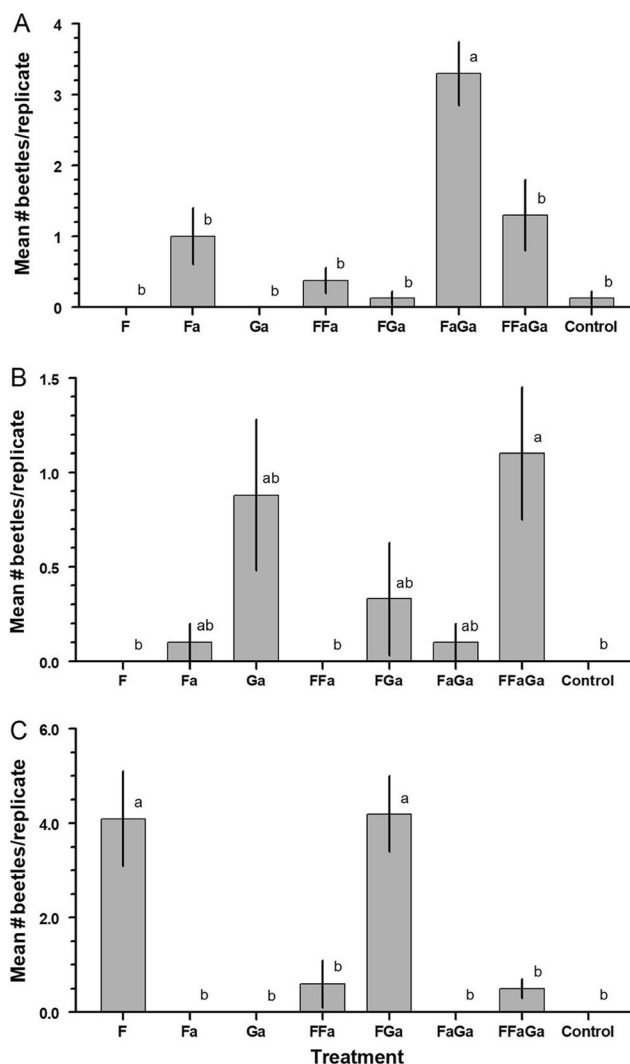 A
Mean # beetles/replicate
4
3
2
1
0
b
b
b
b
b
a
b
b
F Fa Ga FFa FGa FaGa FFaGa Control
B
Mean # beetles/replicate
1.5
1.0
0.5
0.0
b
ab
ab
b
ab
ab
a
b
F Fa Ga FFa FGa FaGa FFaGa Control
C
Mean # beetles/replicate
6.0
4.0
2.0
0.0
a
b
b
b
a
b
b
b
F Fa Ga FFa FGa FaGa FFaGa Control
Treatment